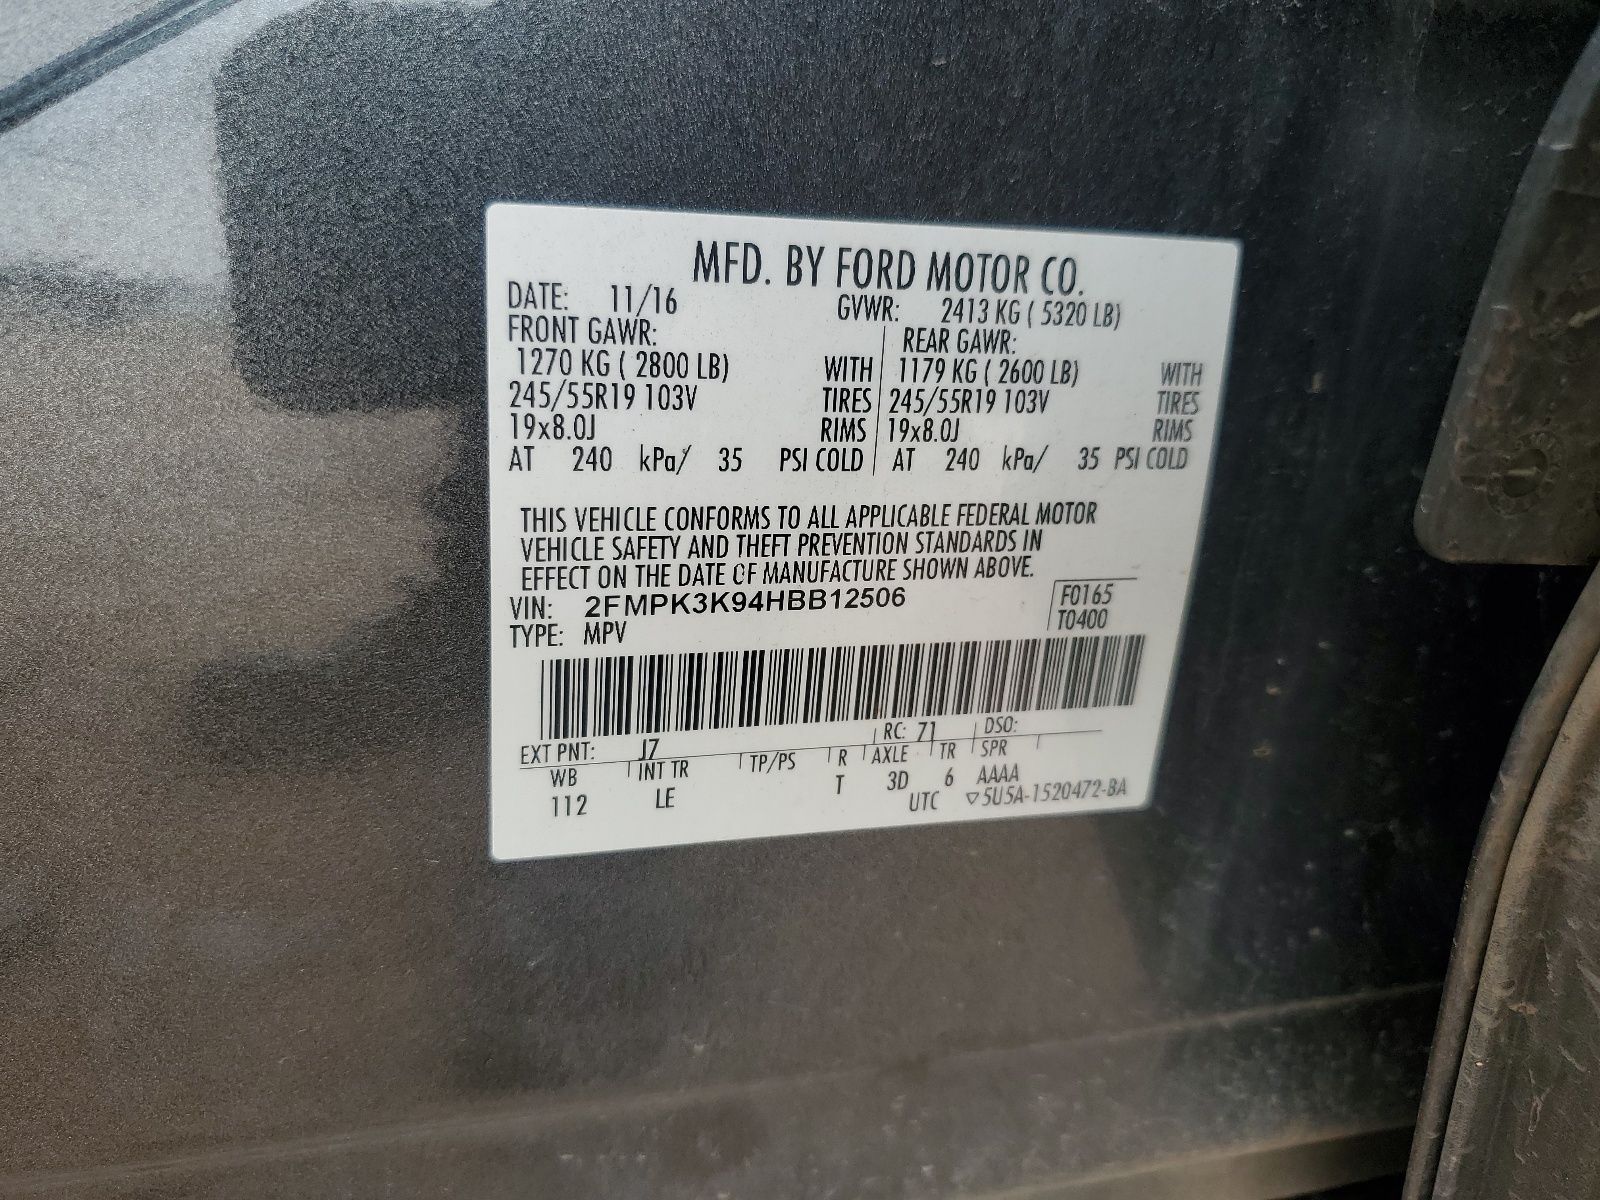 MFD. BY FORD MOTOR CO.
DATE: 11/16 GVWR: 2413 KG ( 5320 LB)
FRONT GAWR: REAR GAWR:
1270 KG ( 2800 LB) WITH 1179 KG ( 2600 LB) WITH
245/55R19 103V TIRES 245/55R19 103V TIRES
19x8.0J RIMS 19x8.0J RIMS
AT 240 kPa/ 35 PSI COLD AT 240 kPa/ 35 PSI COLD
THIS VEHICLE CONFORMS TO ALL APPLICABLE FEDERAL MOTOR
VEHICLE SAFETY AND THEFT PREVENTION STANDARDS IN
EFFECT ON THE DATE OF MANUFACTURE SHOWN ABOVE.
VIN: 2FMPK3K94HBB12506 F0165
TYPE: MPV T0400
EXT PNT: J7 RC: 71 DSO:
WB INT TR TP/PS R AXLE TR SPR
112 LE T 3D 6 AAAA
UTC ▽5U5A-1520472-BA